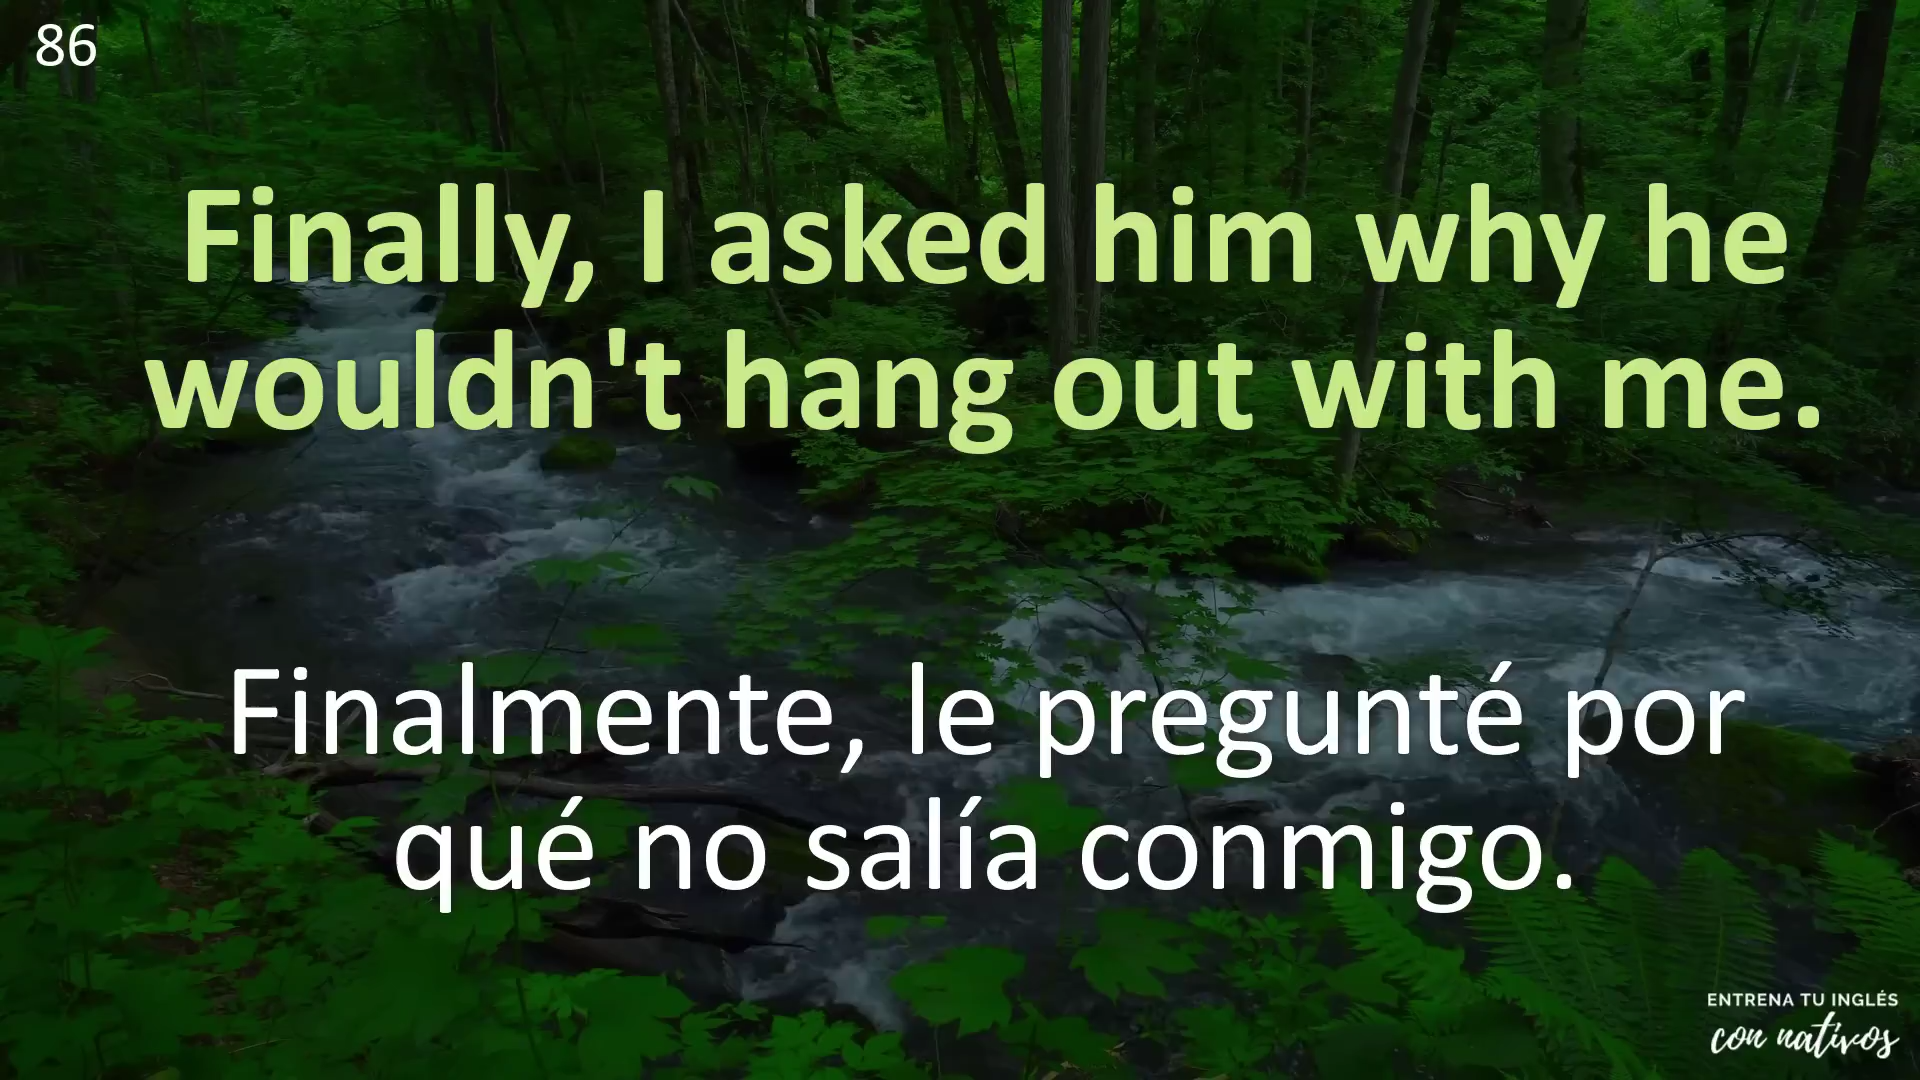 86
Finally, I asked him why he
wouldn't hang out with me.
Finalmente, le pregunté por
qué no salía conmigo.
ENTRENA TU INGLÉS
con nativos